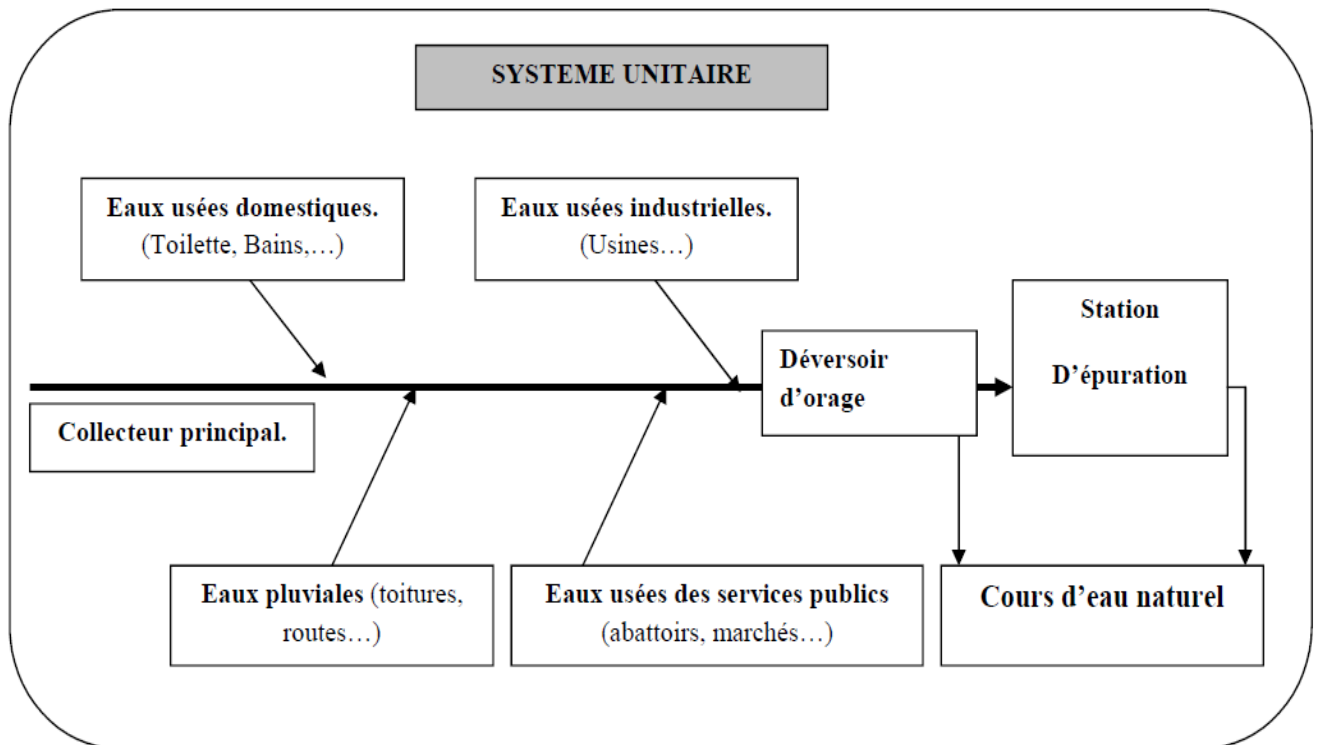 SYSTEME UNITAIRE
Eaux usées domestiques.
(Toilette, Bains,…)
Eaux usées industrielles.
(Usines…)
Station
D’épuration
Déversoir
d’orage
Collecteur principal.
Eaux pluviales (toitures,
routes…)
Eaux usées des services publics
(abattoirs, marchés…)
Cours d’eau naturel